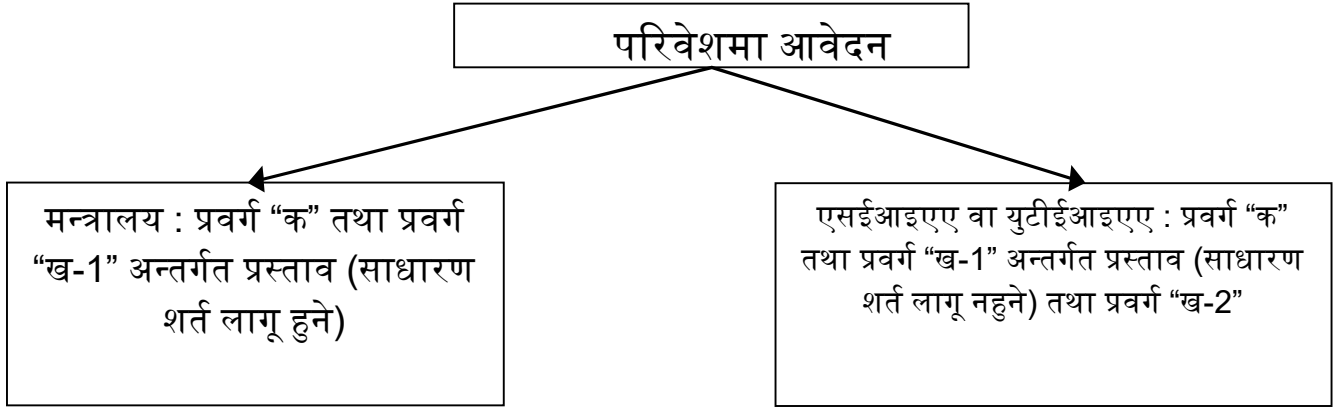 परिवेशमा आवेदन
मन्त्रालय : प्रवर्ग “क” तथा प्रवर्ग
“ख-1” अन्तर्गत प्रस्ताव (साधारण
शर्त लागू हुने)
एसईआइएए वा युटीईआइएए : प्रवर्ग “क”
तथा प्रवर्ग “ख-1” अन्तर्गत प्रस्ताव (साधारण
शर्त लागू नहुने) तथा प्रवर्ग “ख-2”